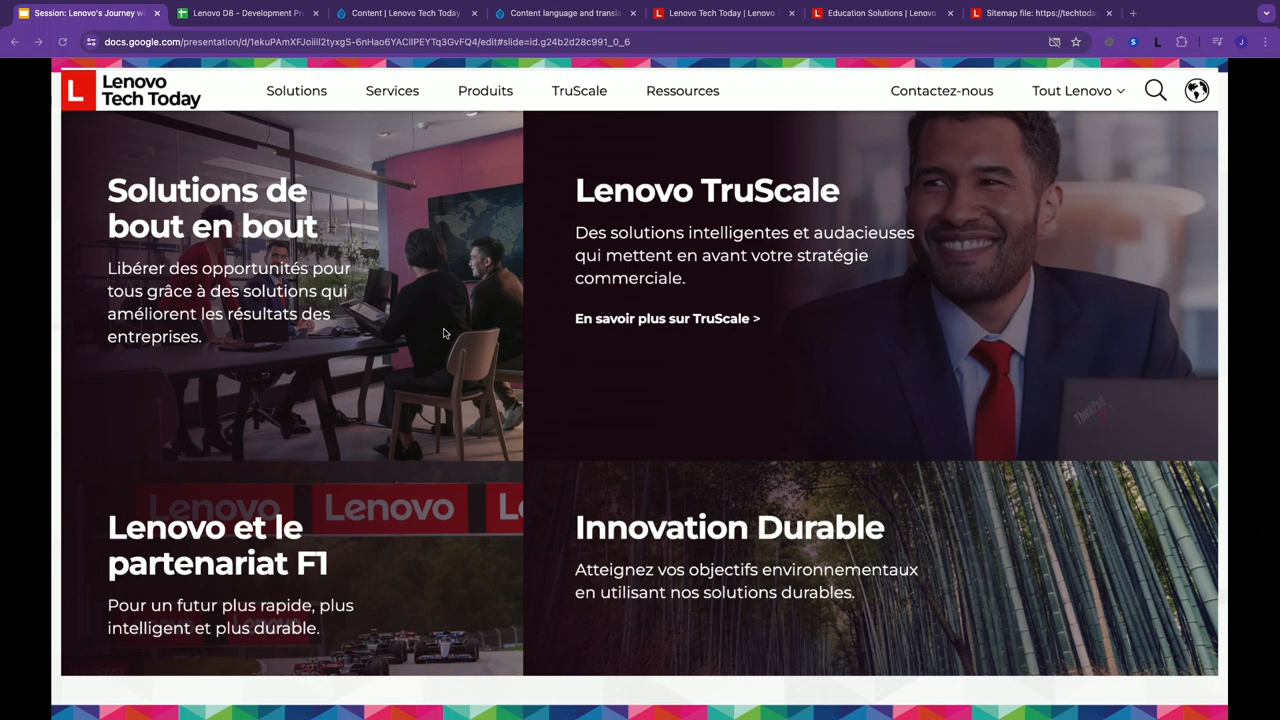 Session: Lenovo's Journey wi
Lenovo D8 – Development Pr
Content | Lenovo Tech Today
Content language and transla
Lenovo Tech Today | Lenovo
Education Solutions | Lenovo
Sitemap file: https://techtoda
docs.google.com/presentation/d/1ekuPAmXFJoiiII2tyxgS-6nHao6YAClIPEYTq3GvFQ4/edit#slide=id.g24b2d28c991_0_6
Lenovo
Tech Today
Solutions
Services
Produits
TruScale
Ressources
Contactez-nous
Tout Lenovo
Solutions de
bout en bout
Libérer des opportunités pour
tous grâce à des solutions qui
améliorent les résultats des
entreprises.
Lenovo TruScale
Des solutions intelligentes et audacieuses
qui mettent en avant votre stratégie
commerciale.
En savoir plus sur TruScale >
ThinkPad
Lenovo
Lenovo
L
Lenovo et le
partenariat F1
Pour un futur plus rapide, plus
intelligent et plus durable.
Innovation Durable
Atteignez vos objectifs environnementaux
en utilisant nos solutions durables.